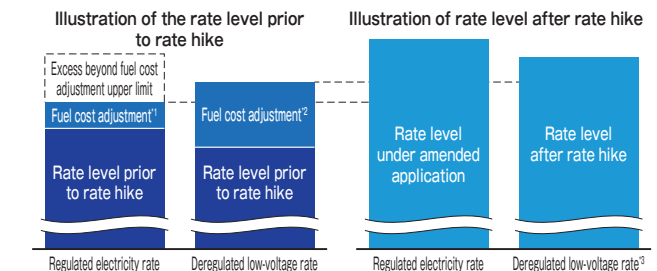 Illustration of the rate level prior
to rate hike
Illustration of rate level after rate hike
Excess beyond fuel cost
adjustment upper limit
Fuel cost adjustment*1
Fuel cost adjustment*2
Rate level prior
to rate hike
Rate level prior
to rate hike
Rate level
under amended
application
Rate level
after rate hike
Regulated electricity rate
Deregulated low-voltage rate
Regulated electricity rate
Deregulated low-voltage rate*3